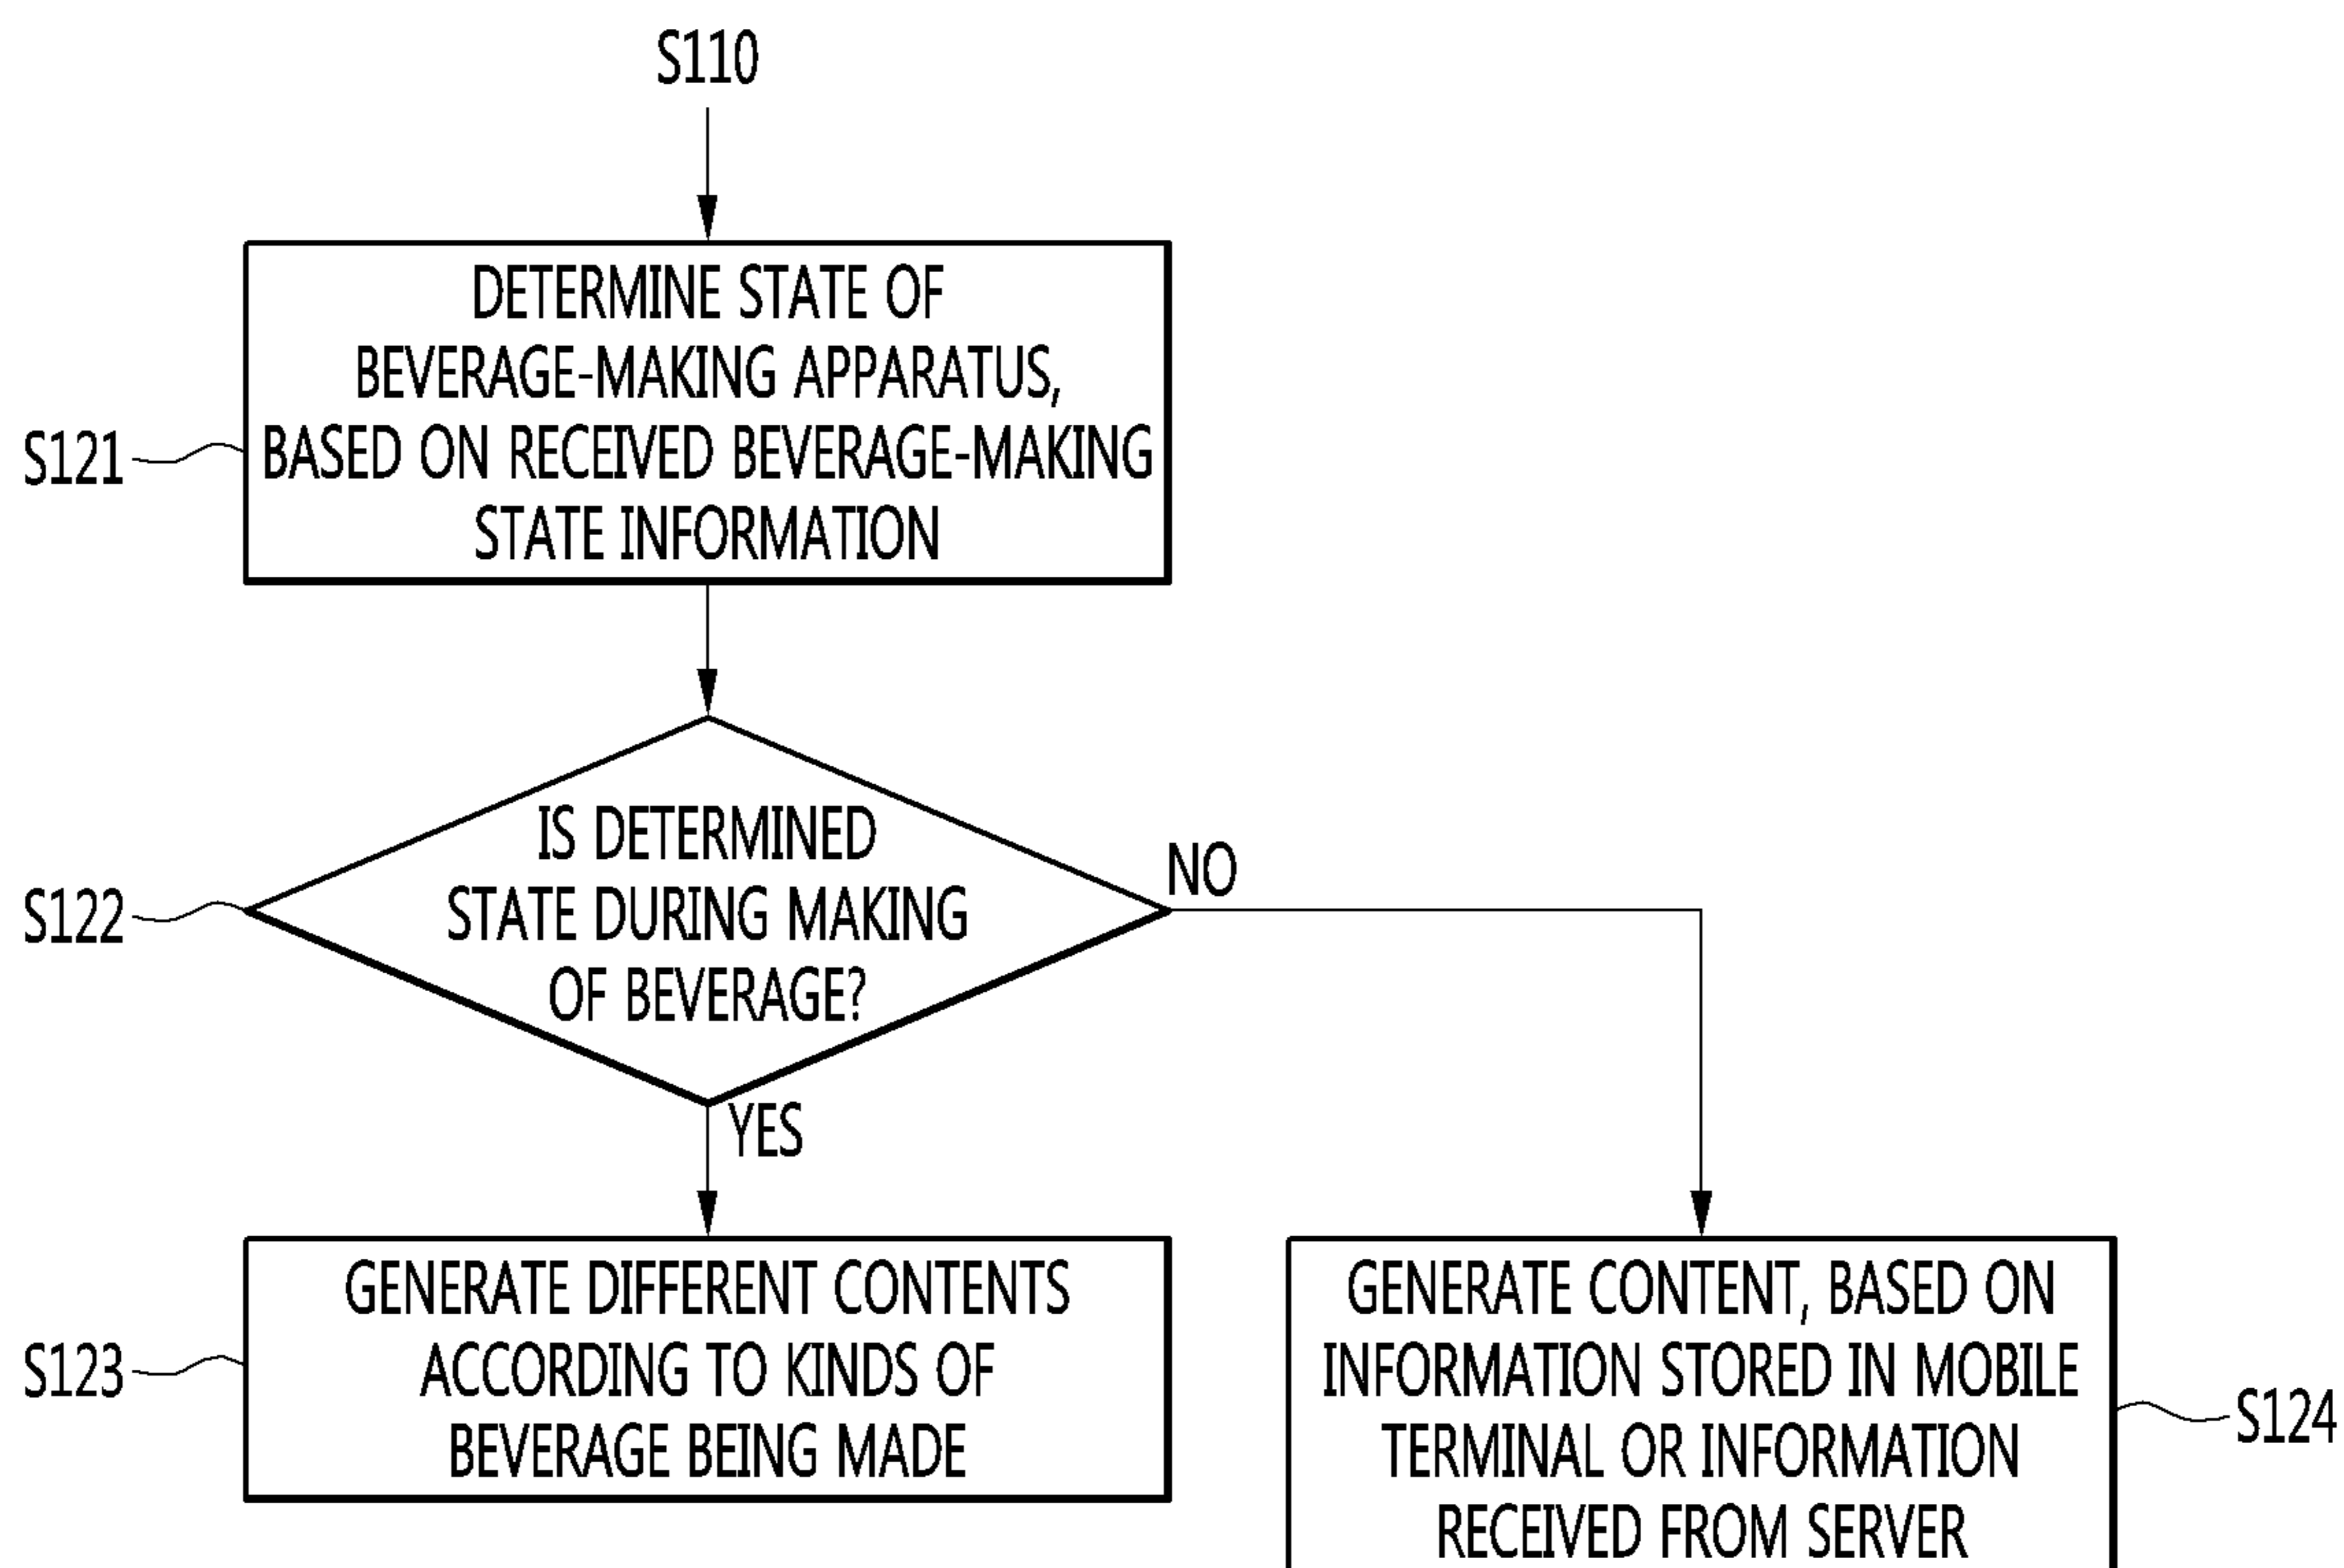 S110
DETERMINE STATE OF
BEVERAGE-MAKING APPARATUS,
BASED ON RECEIVED BEVERAGE-MAKING
STATE INFORMATION
S121
IS DETERMINED
STATE DURING MAKING
OF BEVERAGE?
S122
NO
YES
GENERATE DIFFERENT CONTENTS
ACCORDING TO KINDS OF
BEVERAGE BEING MADE
S123
GENERATE CONTENT, BASED ON
INFORMATION STORED IN MOBILE
TERMINAL OR INFORMATION
RECEIVED FROM SERVER
S124